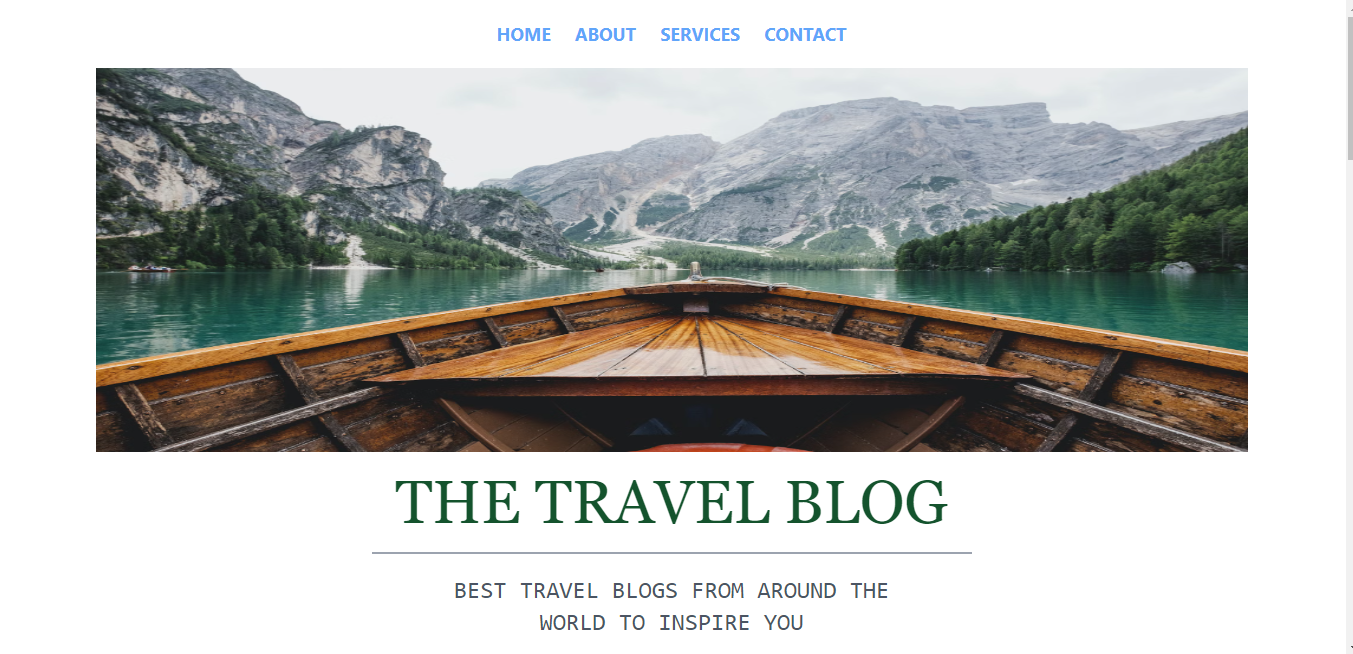 HOME ABOUT SERVICES CONTACT
THE TRAVEL BLOG
BEST TRAVEL BLOGS FROM AROUND THE
WORLD TO INSPIRE YOU